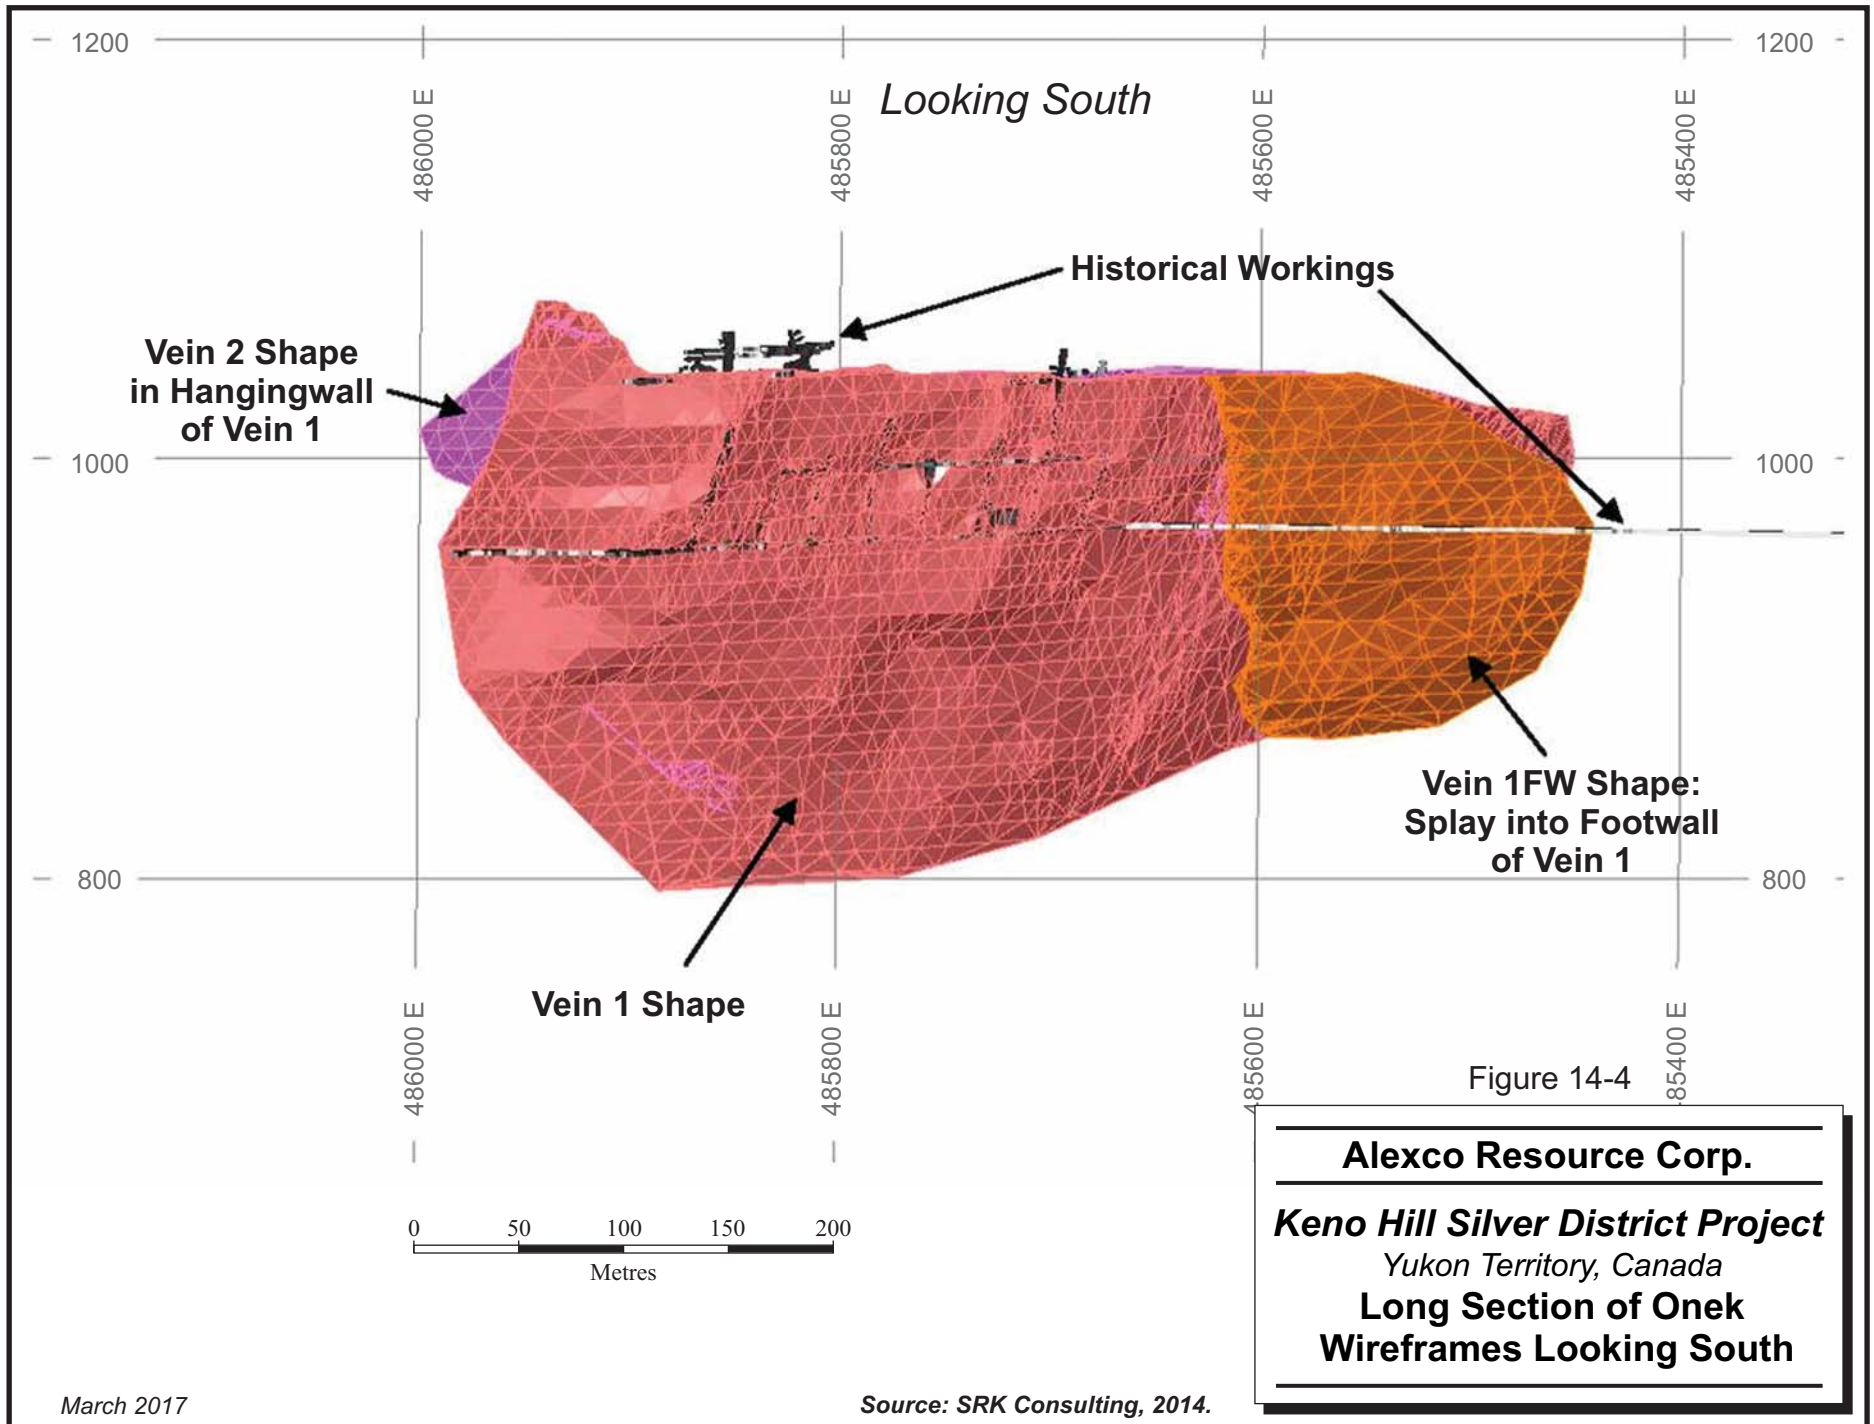 1200
1200
486000 E
485800 E
485600 E
485400 E
Looking South
Historical Workings
Vein 2 Shape
in Hangingwall
of Vein 1
1000
1000
Vein 1FW Shape:
Splay into Footwall
of Vein 1
800
800
Vein 1 Shape
486000 E
485800 E
485600 E
85400 E
Figure 14-4
Alexco Resource Corp.
Keno Hill Silver District Project
Yukon Territory, Canada
Long Section of Onek
Wireframes Looking South
0 50 100 150 200
Metres
March 2017
Source: SRK Consulting, 2014.